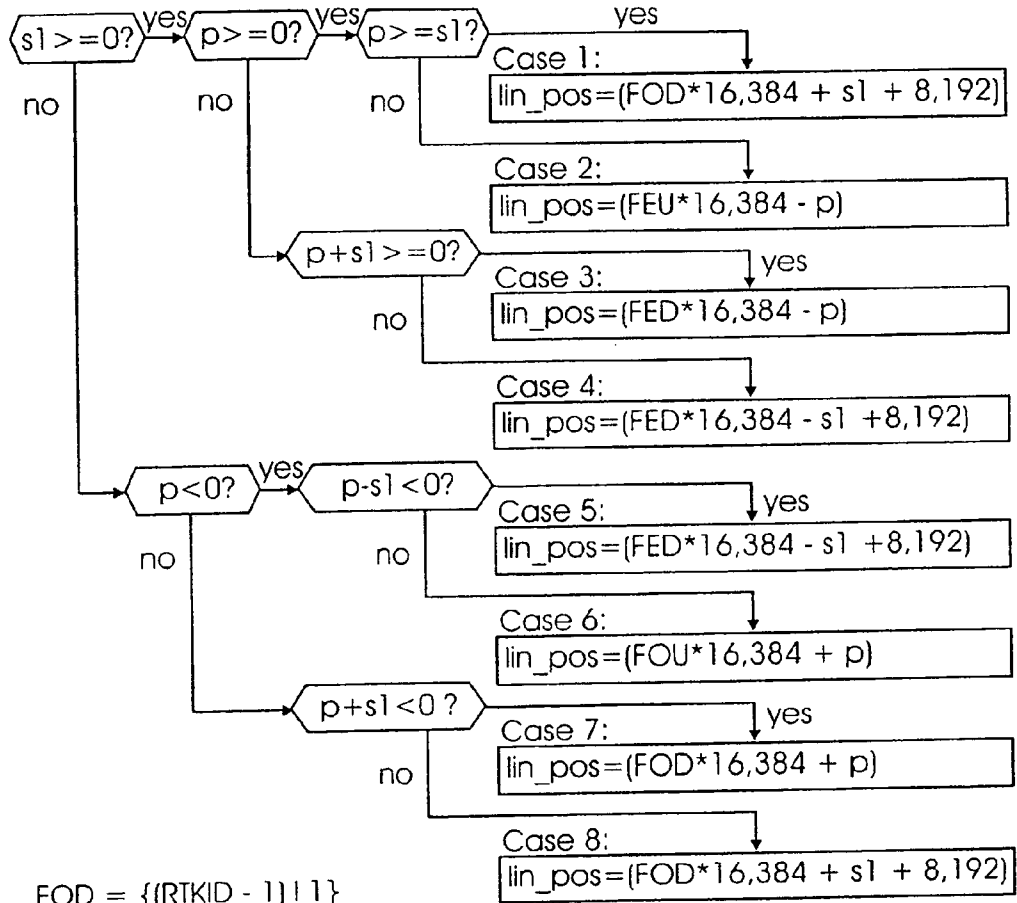 s1>=0? yes p>=0? yes p>=s1? yes
no no no
Case 1:
lin_pos=(FOD*16,384 + s1 + 8,192)
Case 2:
lin_pos=(FEU*16,384 - p)
p+s1>=0? yes
no
Case 3:
lin_pos=(FED*16,384 - p)
Case 4:
lin_pos=(FED*16,384 - s1 +8,192)
p<0? yes p-s1<0? yes
no no
Case 5:
lin_pos=(FED*16,384 - s1 +8,192)
Case 6:
lin_pos=(FOU*16,384 + p)
p+s1<0 ? yes
no
Case 7:
lin_pos=(FOD*16,384 + p)
Case 8:
lin_pos=(FOD*16,384 + s1 + 8,192)
FOD = {(RTKID - 1)! 1}